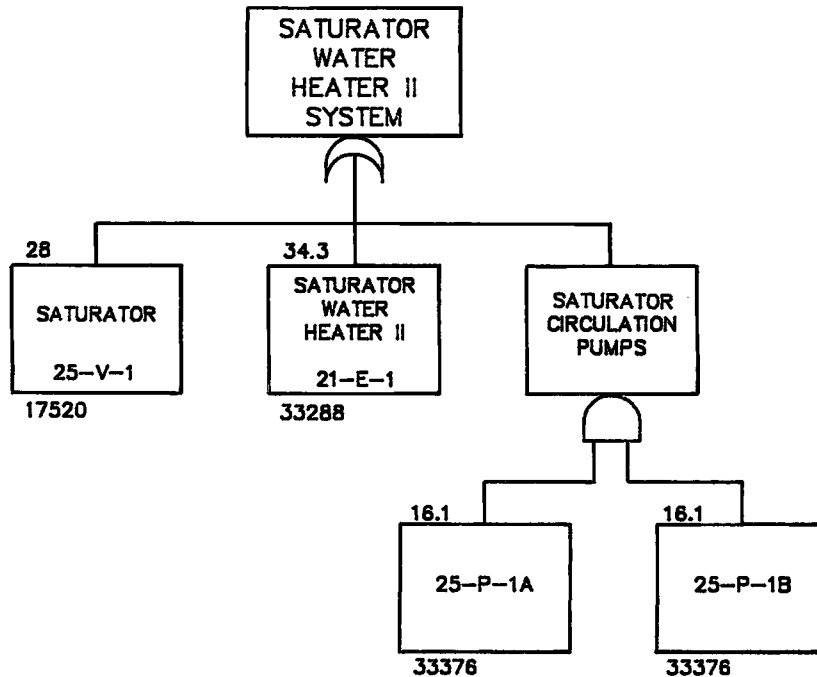 SATURATOR
WATER
HEATER II
SYSTEM
28
SATURATOR
25-V-1
17520
34.3
SATURATOR
WATER
HEATER II
21-E-1
33288
SATURATOR
CIRCULATION
PUMPS
16.1
25-P-1A
33376
16.1
25-P-1B
33376